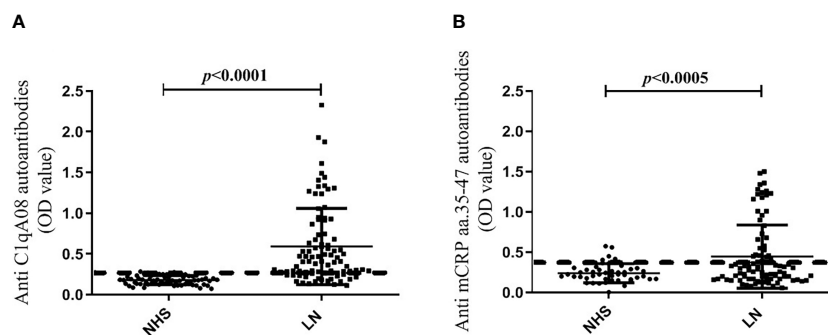 A
Anti C1qA08 autoantibodies
(OD value)
2.5
2.0
1.5
1.0
0.5
0.0
p<0.0001
NHS
LN
B
Anti mCRP aa.35-47 autoantibodies
(OD value)
2.5
2.0
1.5
1.0
0.5
0.0
p<0.0005
NHS
LN